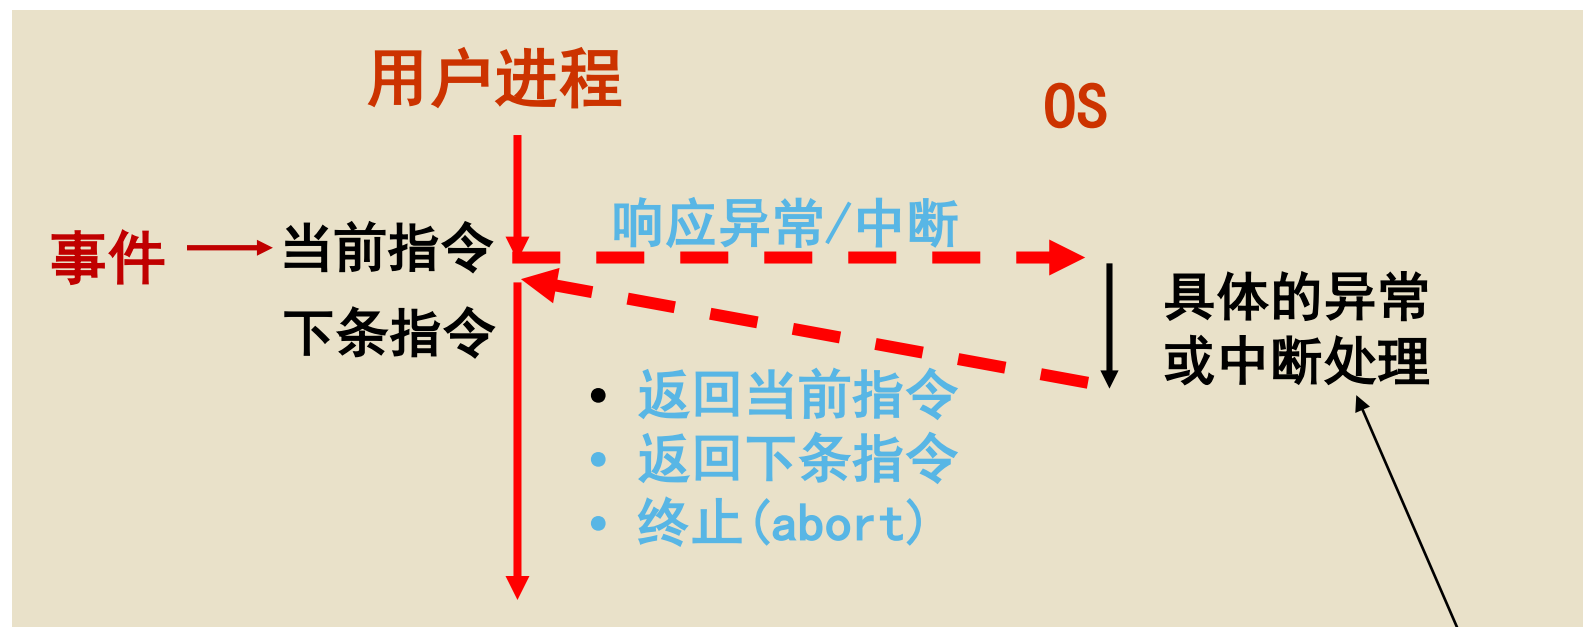 用户进程
OS
响应异常/中断
事件
当前指令
下条指令
具体的异常
或中断处理
• 返回当前指令
• 返回下条指令
• 终止(abort)